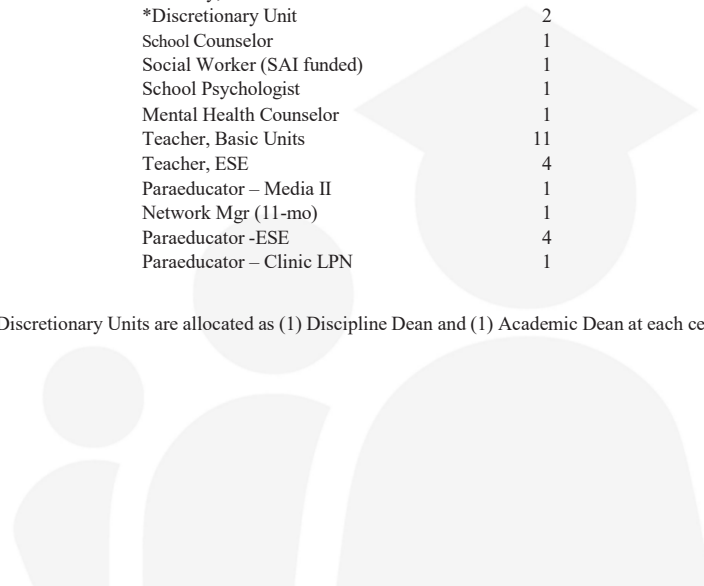 *Discretionary Unit 2
School Counselor 1
Social Worker (SAI funded) 1
School Psychologist 1
Mental Health Counselor 1
Teacher, Basic Units 11
Teacher, ESE 4
Paraeducator – Media II 1
Network Mgr (11-mo) 1
Paraeducator -ESE 4
Paraeducator – Clinic LPN 1
Discretionary Units are allocated as (1) Discipline Dean and (1) Academic Dean at each